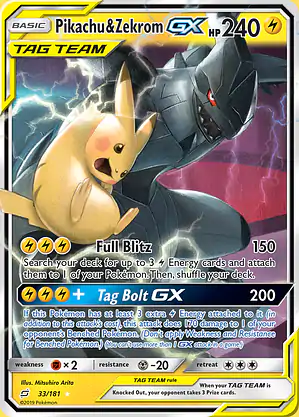 BASIC Pikachu&Zekrom GX HP 240
TAG TEAM
Full Blitz 150
Search your deck for up to 3 Energy cards and attach
them to 1 of your Pokémon. Then, shuffle your deck.
+ Tag Bolt GX 200
If this Pokémon has at least 3 extra Energy attached to it (in
addition to this attack's cost), this attack does 170 damage to 1 of your
opponent's Benched Pokémon. (Don't apply Weakness and Resistance
for Benched Pokémon.) (You can't use more than 1 GX attack in a game.)
weakness × 2 resistance -20 retreat
Illus. Mitsuhiro Arita
TAG TEAM rule
33/181
When your TAG TEAM is
Knocked Out, your opponent takes 3 Prize cards.
©2019 Pokémon